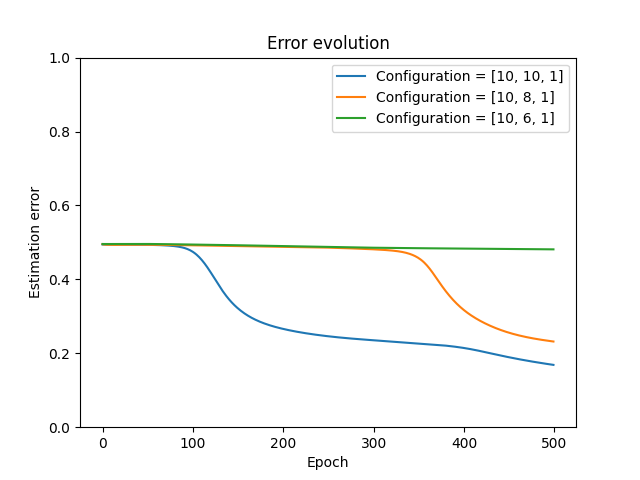 Error evolution
Configuration = [10, 10, 1]
Configuration = [10, 8, 1]
Configuration = [10, 6, 1]
1.0
0.8
0.6
0.4
0.2
0.0
Estimation error
0 100 200 300 400 500
Epoch